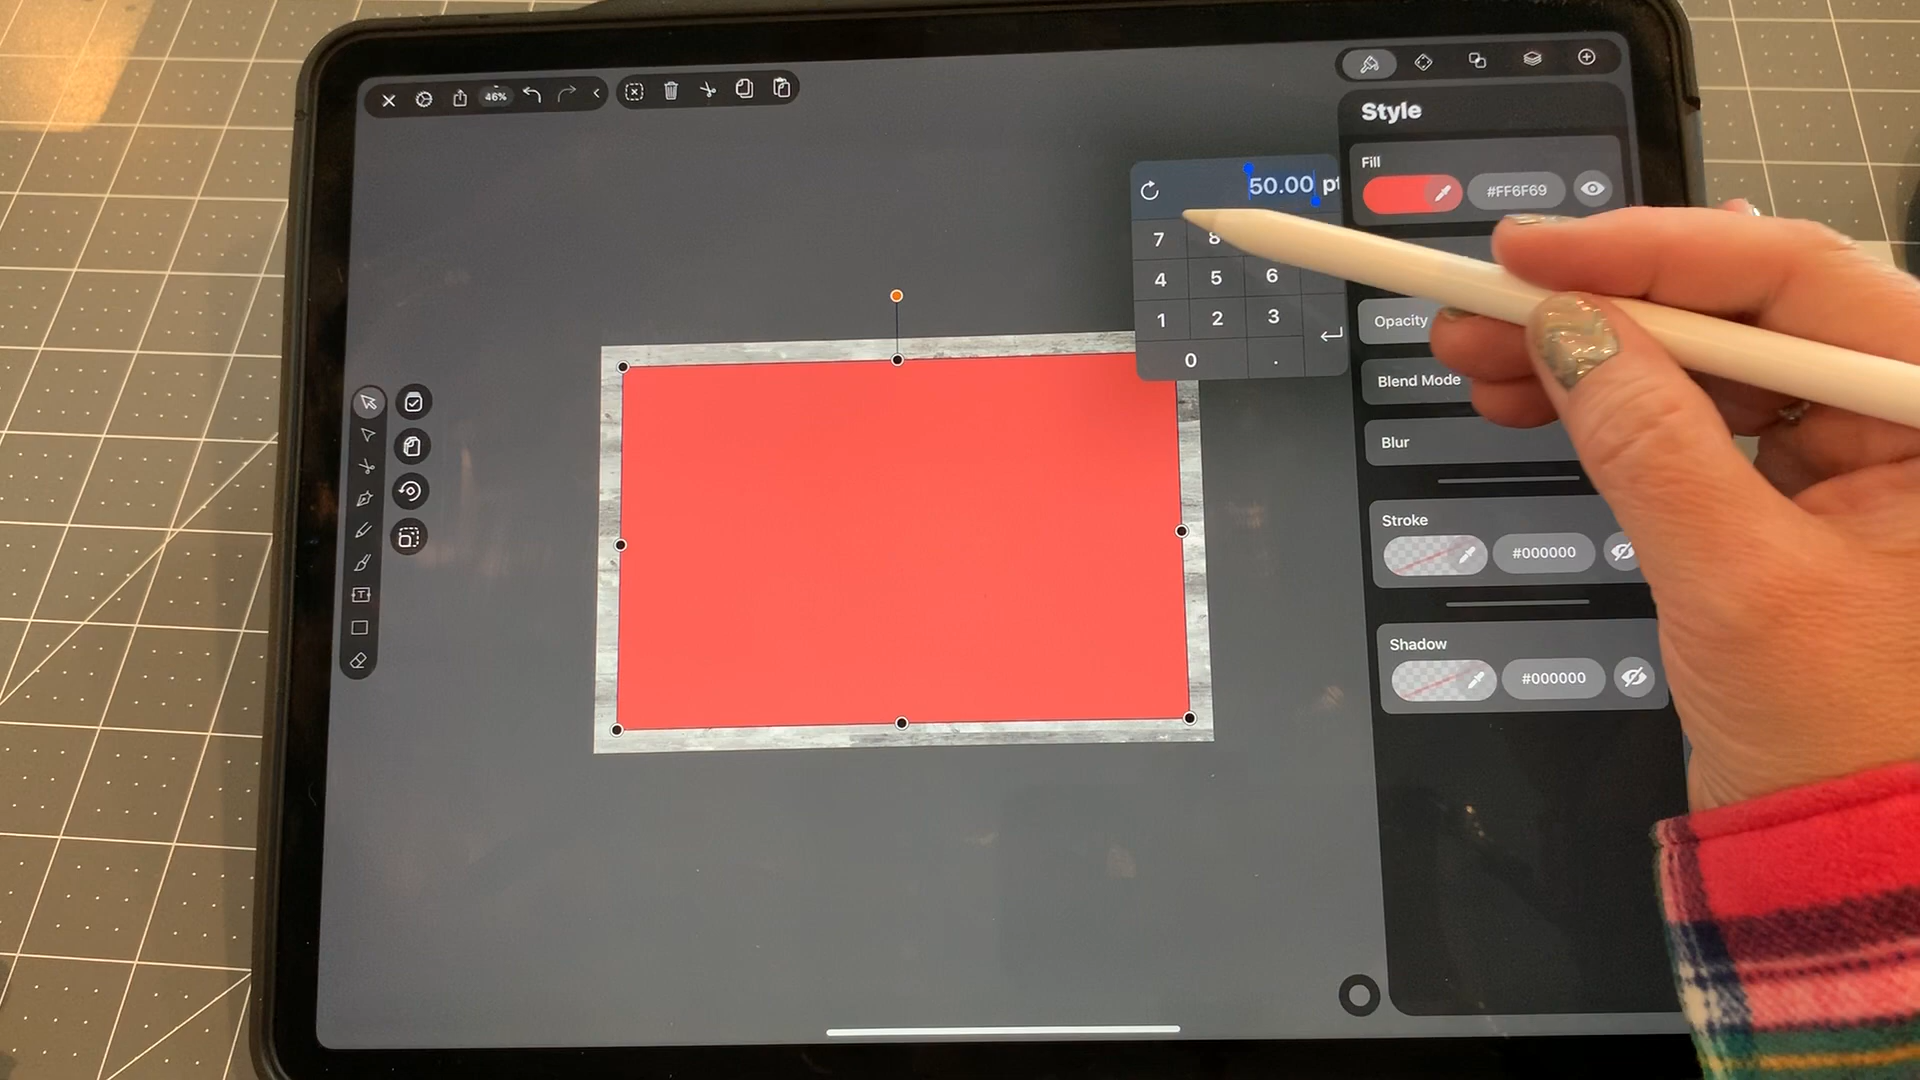 46%
Style
Fill
#FF6F69
50.00 pt
7 8
4 5 6
1 2 3
0 .
Opacity
Blend Mode
Blur
Stroke
#000000
Shadow
#000000